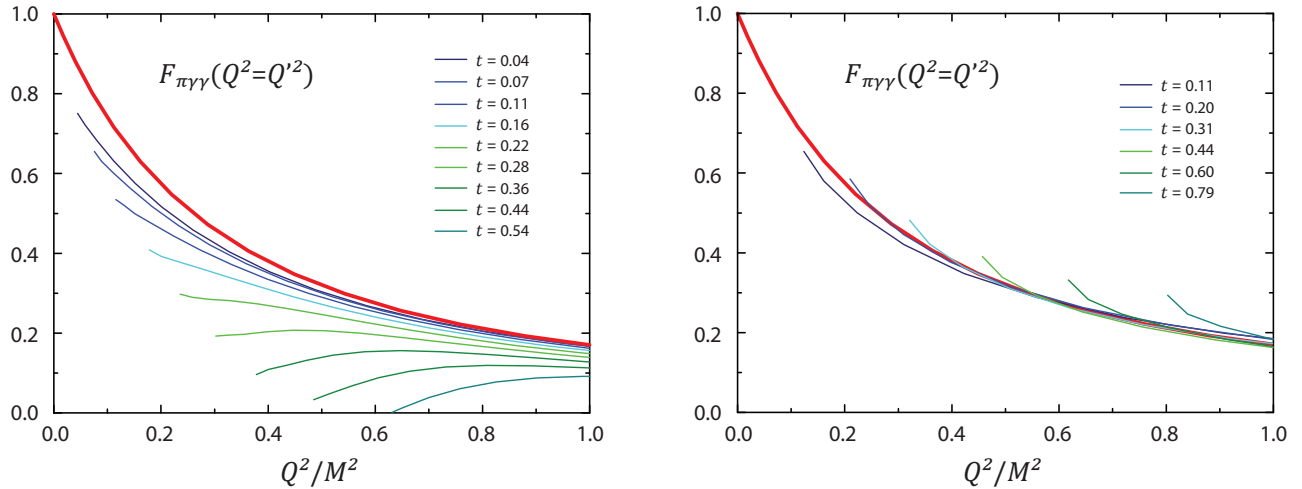 1.0
0.8
0.6
0.4
0.2
0.0
F_πγγ(Q²=Q'²)
t = 0.04
t = 0.07
t = 0.11
t = 0.16
t = 0.22
t = 0.28
t = 0.36
t = 0.44
t = 0.54
0.0 0.2 0.4 0.6 0.8 1.0
Q²/M²
1.0
0.8
0.6
0.4
0.2
0.0
F_πγγ(Q²=Q'²)
t = 0.11
t = 0.20
t = 0.31
t = 0.44
t = 0.60
t = 0.79
0.0 0.2 0.4 0.6 0.8 1.0
Q²/M²